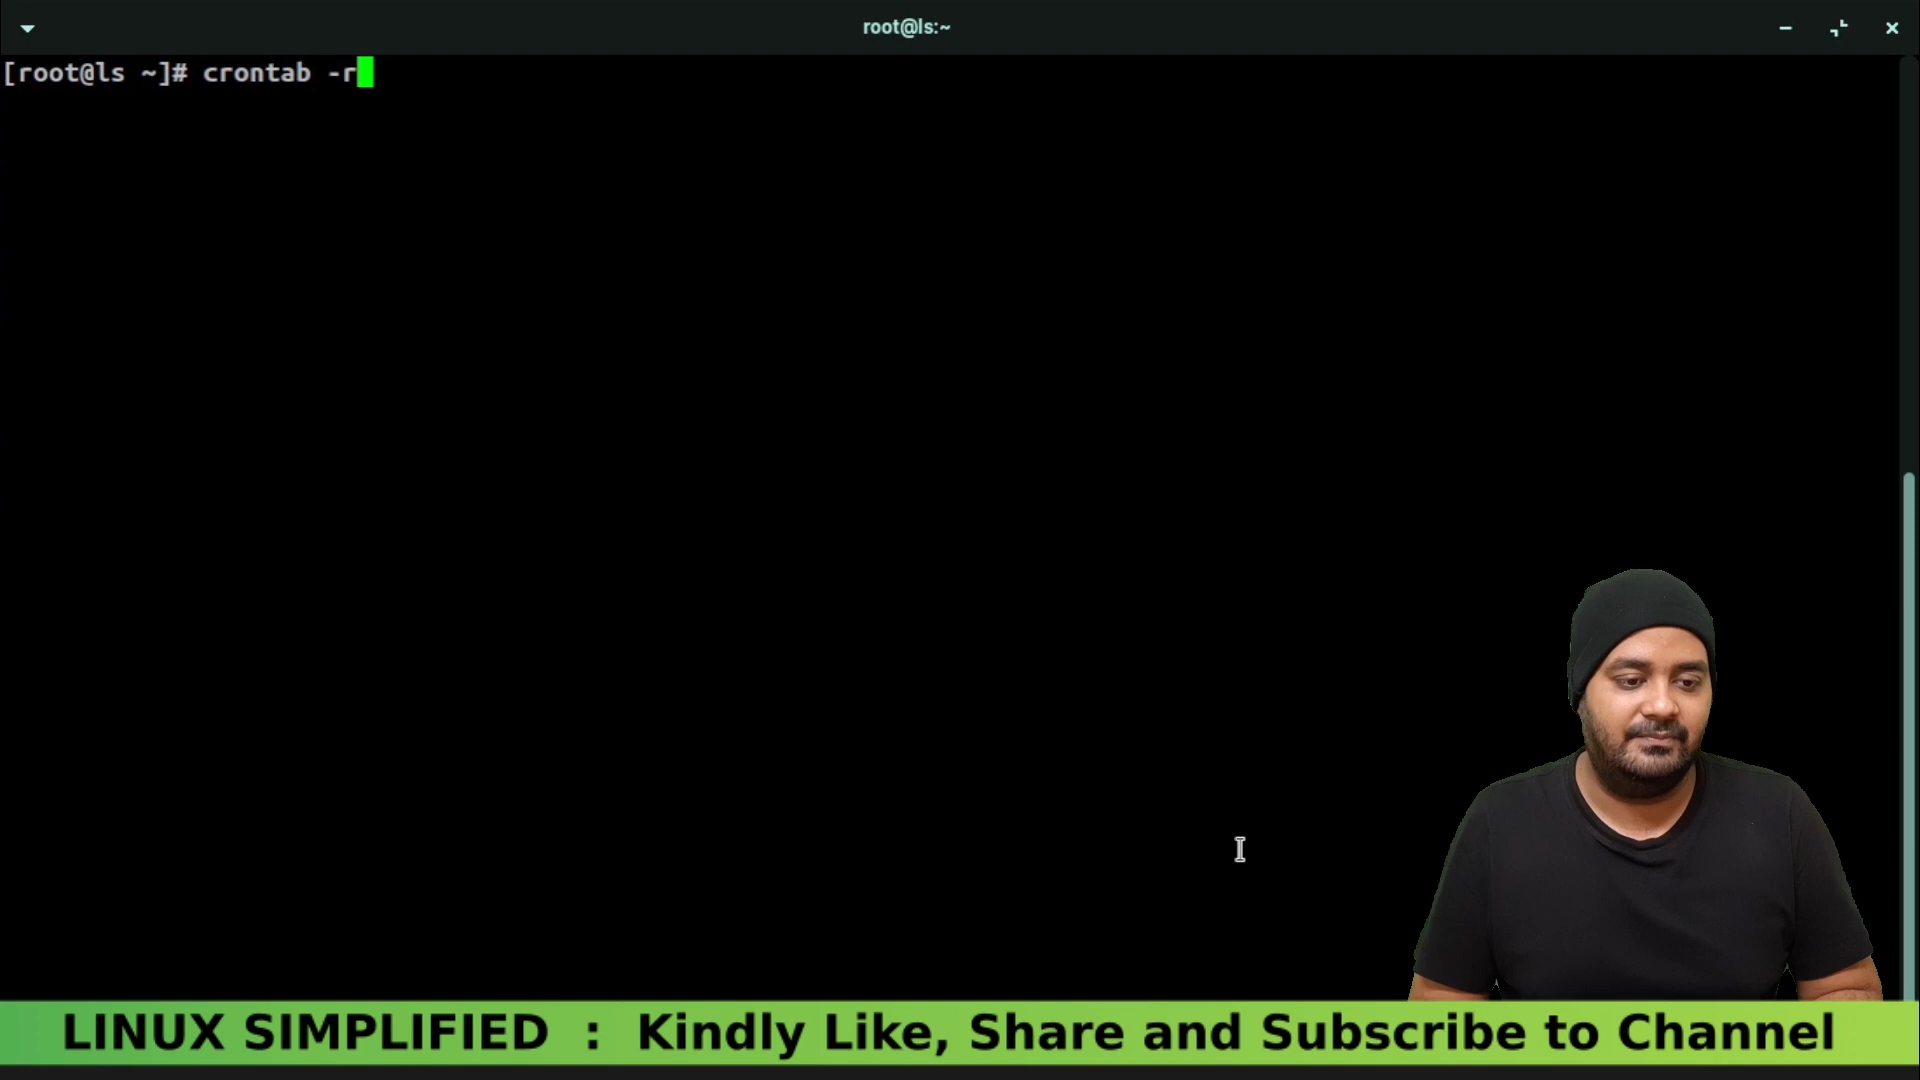 root@ls:~
[root@ls ~]# crontab -r
LINUX SIMPLIFIED : Kindly Like, Share and Subscribe to Channel